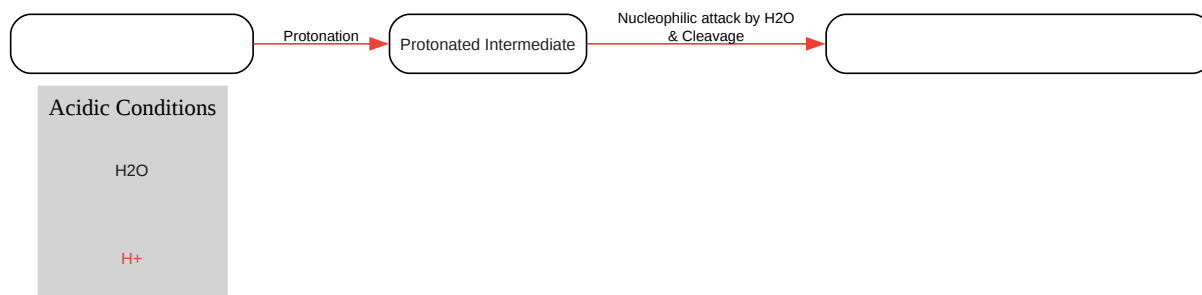 Protonation
Protonated Intermediate
Nucleophilic attack by H2O
& Cleavage
Acidic Conditions
H2O
H+